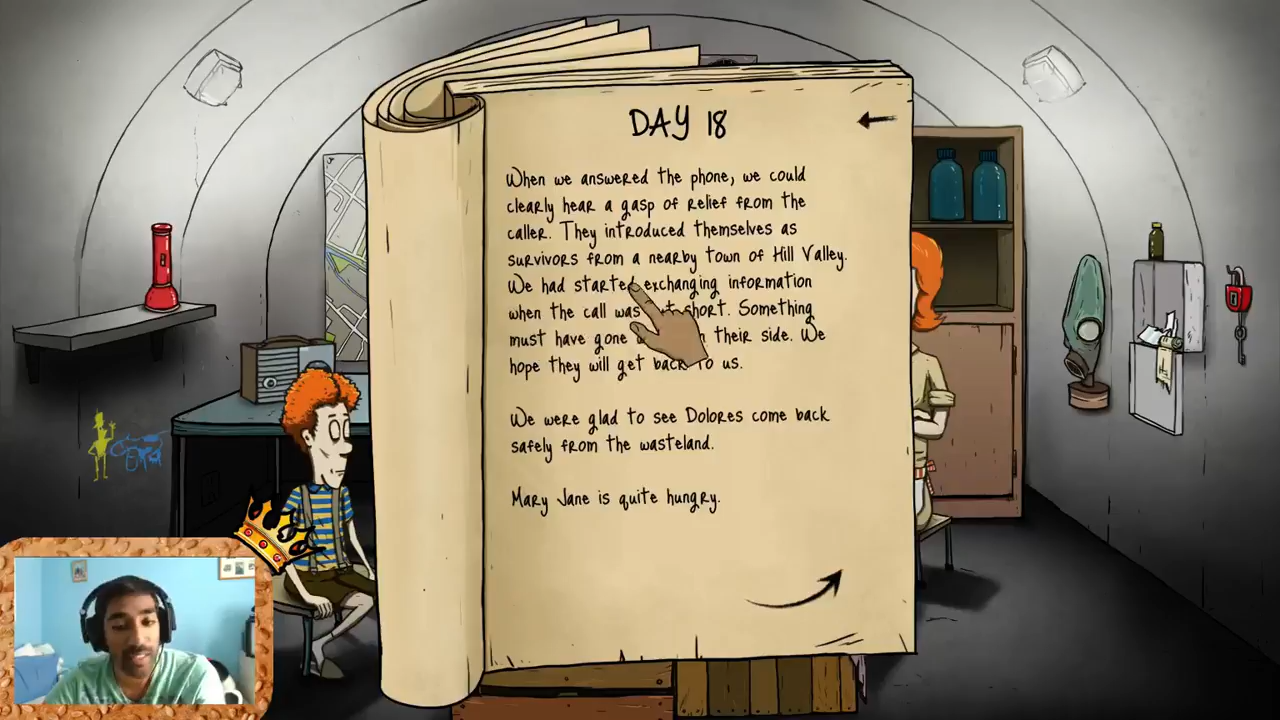 DAY 18
When we answered the phone, we could
clearly hear a gasp of relief from the
caller. They introduced themselves as
survivors from a nearby town of Hill Valley.
We had started exchanging information
when the call was short. Something
must have gone their side. We
hope they will get back to us.
We were glad to see Dolores come back
safely from the wasteland.
Mary Jane is quite hungry.